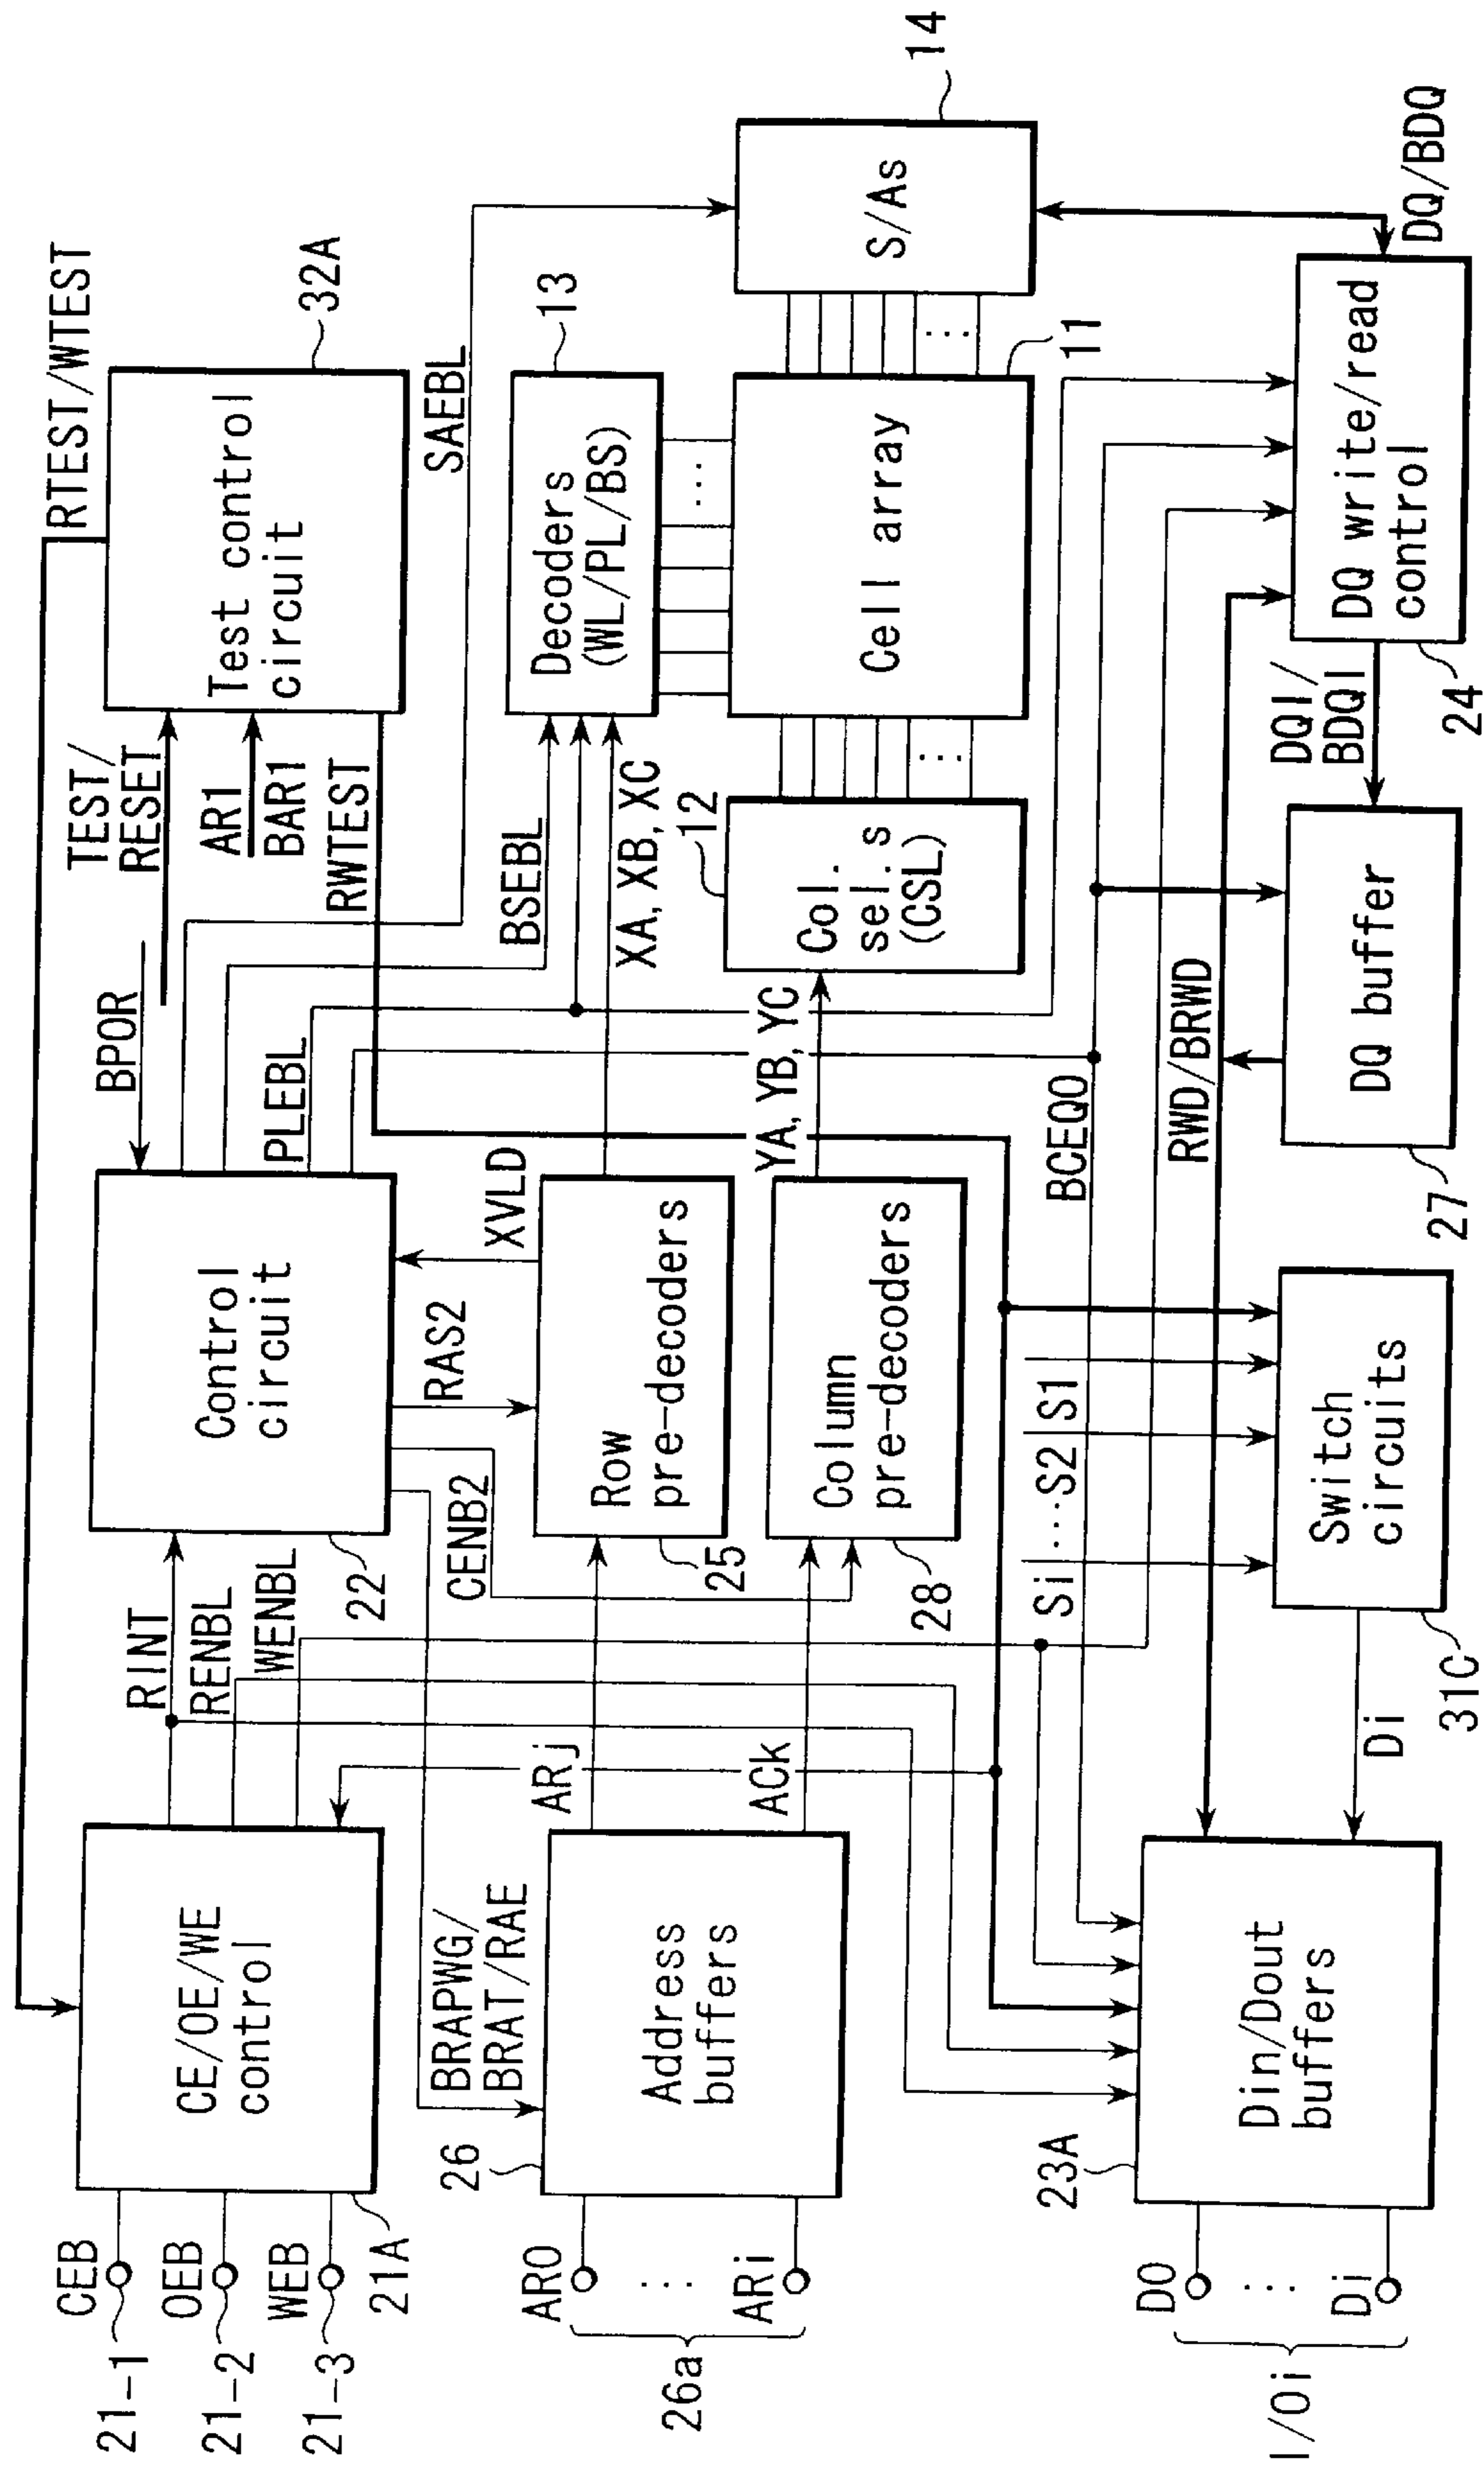 RTEST/WTEST
CEB
21-1
OEB
21-2
WEB
21-3
CE/OE/WE
control
21A
RINT
RENBL
WENBL
Control
circuit
22
BPOR
TEST/
RESET
AR1
BAR1
Test control
circuit
32A
PLEBL
RWTEST
SAEBL
BRAPWG/
BRAT/RAE
CENB2
RAS2
XVLD
BSEBL
Decoders
(WL/PL/BS)
13
AR0
⋮
ARi
26a
26
Address
buffers
ARj
ACk
Row
pre-decoders
25
XA, XB, XC
Column
pre-decoders
28
YA, YB, YC
12
Col.
sel.s
(CSL)
Cell array
11
S/As
14
...
...
...
D0
⋮
Di
I/Oi
23A
Din/Dout
buffers
Di
Si...S2 S1
Switch
circuits
31C
BCEQ0
RWD/BRWD
DQ buffer
27
DQI/
BDQI
DQ write/read
control
24
DQ/BDQ